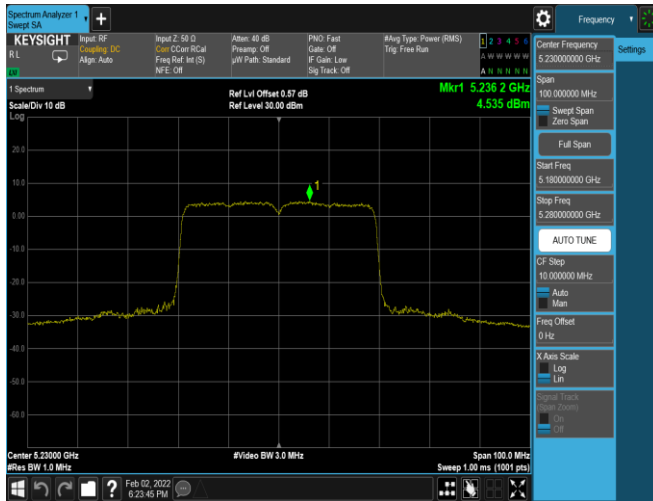 Spectrum Analyzer 1
Swept SA
+
Frequency
KEYSIGHT
R L
Input: RF
Coupling: DC
Align: Auto
Input Z: 50 Ω
Corr CCorr RCal
Freq Ref: Int (S)
NFE: Off
Atten: 40 dB
Preamp: Off
µW Path: Standard
PNO: Fast
Gate: Off
IF Gain: Low
Sig Track: Off
#Avg Type: Power (RMS)
Trig: Free Run
1 2 3 4 5 6
A W W W W W
A N N N N N
1 Spectrum
Scale/Div 10 dB
Log
Ref Lvl Offset 0.57 dB
Ref Level 30.00 dBm
Mkr1 5.236 2 GHz
4.535 dBm
20.0
10.0
0.00
-10.0
-20.0
-30.0
-40.0
-50.0
-60.0
1
Center 5.23000 GHz
#Res BW 1.0 MHz
#Video BW 3.0 MHz
Span 100.0 MHz
Sweep 1.00 ms (1001 pts)
Feb 02, 2022
6:23:45 PM
Center Frequency
5.230000000 GHz
Settings
Span
100.000000 MHz
Swept Span
Zero Span
Full Span
Start Freq
5.180000000 GHz
Stop Freq
5.280000000 GHz
AUTO TUNE
CF Step
10.000000 MHz
Auto
Man
Freq Offset
0 Hz
X Axis Scale
Log
Lin
Signal Track
(Span Zoom)
On
Off